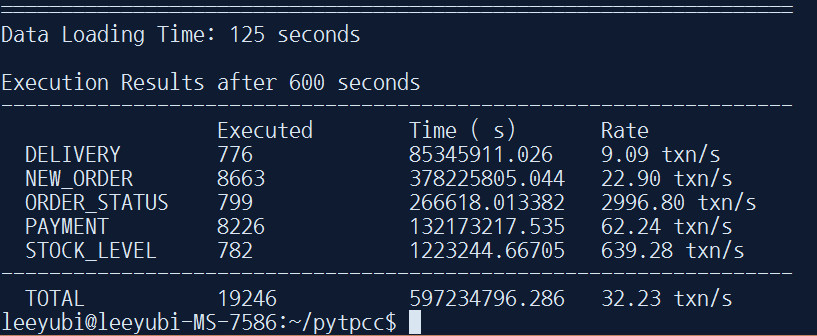 ==================================================================
Data Loading Time: 125 seconds
Execution Results after 600 seconds
------------------------------------------------------------------
Executed Time ( s) Rate
DELIVERY 776 85345911.026 9.09 txn/s
NEW_ORDER 8663 378225805.044 22.90 txn/s
ORDER_STATUS 799 266618.013382 2996.80 txn/s
PAYMENT 8226 132173217.535 62.24 txn/s
STOCK_LEVEL 782 1223244.66705 639.28 txn/s
------------------------------------------------------------------
TOTAL 19246 597234796.286 32.23 txn/s
leeyubi@leeyubi-MS-7586:~/pytpcc$